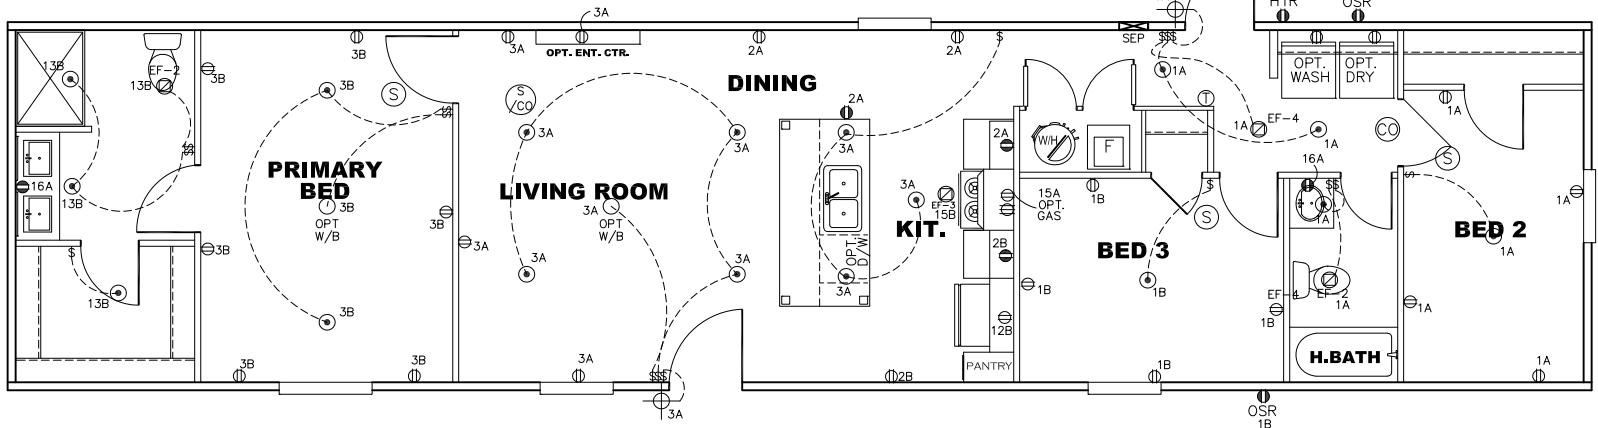 3A
HTR
OSR
3B
3A
OPT. ENT. CTR.
2A
2A
$
SEP
$$$
13B
EF-2
13B
3B
3B
S
S
/CO
DINING
1A
OPT.
WASH
OPT.
DRY
2A
T
1A
$
3A
3A
3A
2A
W/H
F
1A
EF-4
1A
CO
$$
S
16A
PRIMARY
BED
LIVING ROOM
3A
EF-3
15B
15A
OPT.
GAS
1B
$
16A
$$
$
13B
3B
OPT
W/B
3B
3A
OPT
W/B
KIT.
S
1A
1A
BED 3
BED 2
$
3B
3A
OPT.
D/W
2B
1A
13B
3A
3A
3A
1B
1B
EF-4
EF-2
1A
1A
3B
12B
1B
H.BATH
3B
3B
3A
$$$
PANTRY
2B
1B
1A
3A
OSR
1B